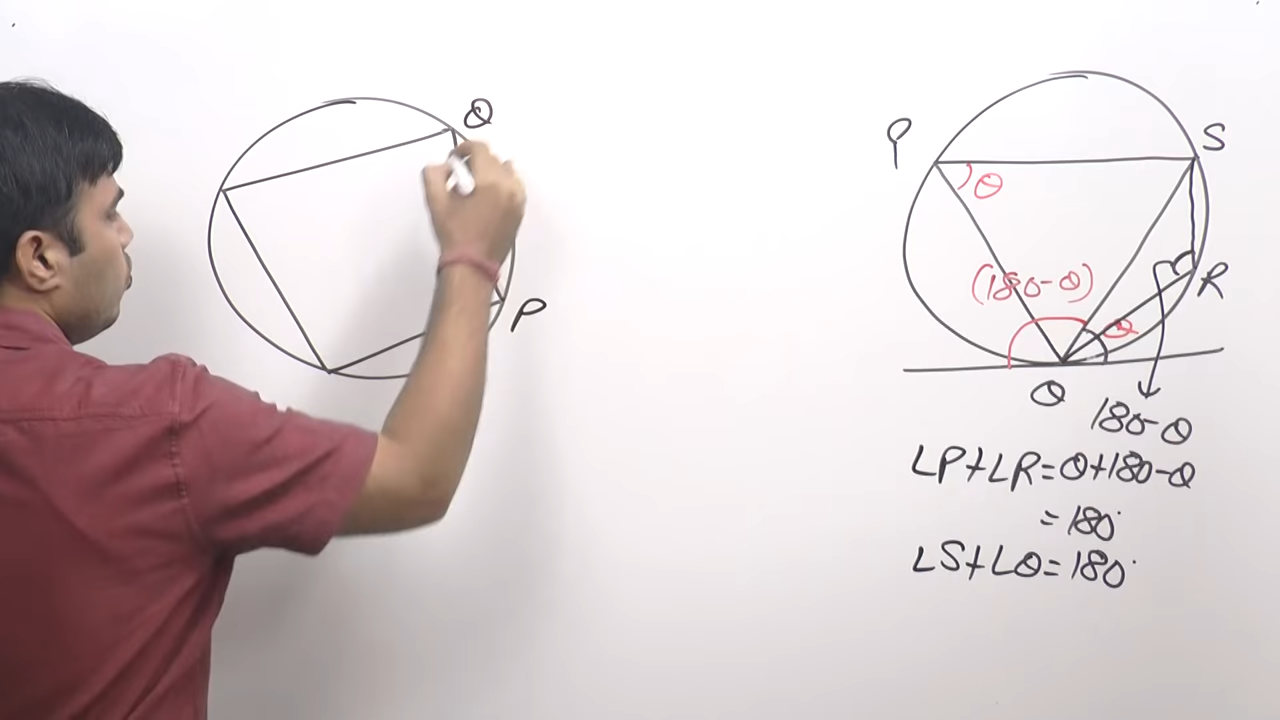 Q
P
P
S
θ
(180-θ)
θ
R
Q
180-θ
∠P+∠R=θ+180-θ
=180°
∠S+∠Q=180°